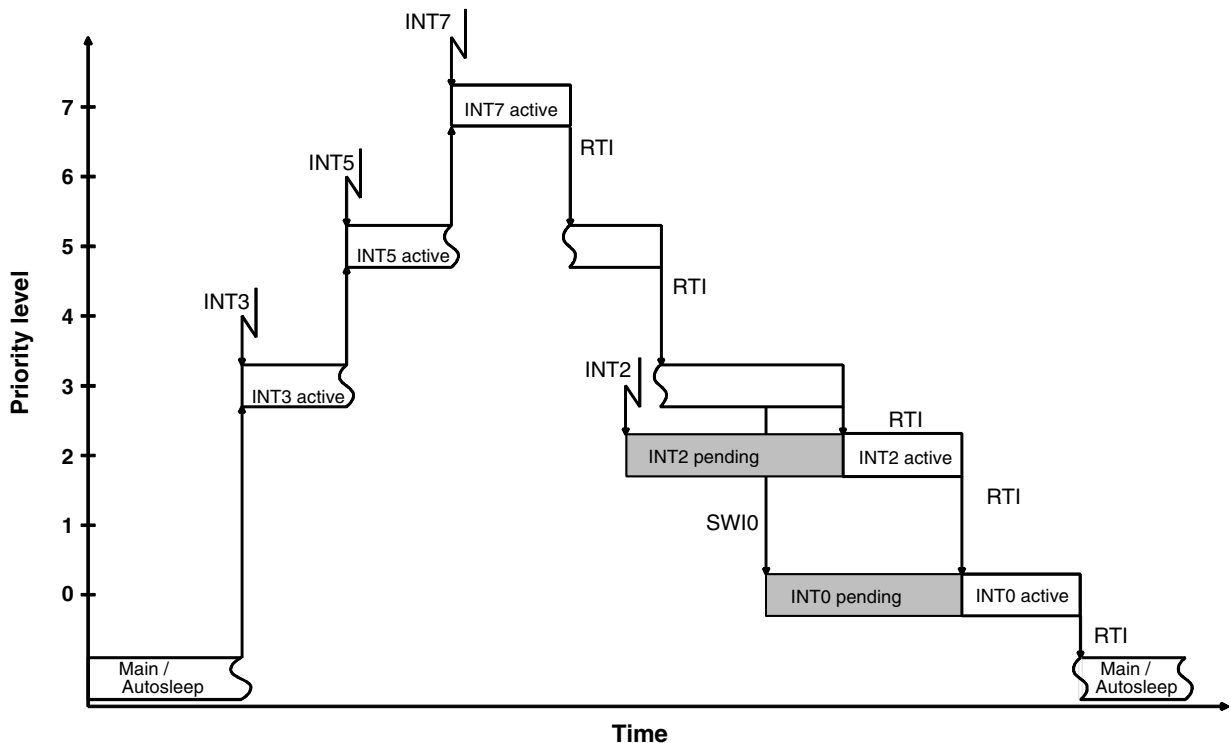 INT7
7
INT7 active
RTI
INT5
6
5
INT5 active
RTI
INT3
4
INT2
3
INT3 active
RTI
2
INT2 pending
INT2 active
RTI
1
SWI0
0
INT0 pending
INT0 active
RTI
Main /
Autosleep
Main /
Autosleep
Priority level
Time